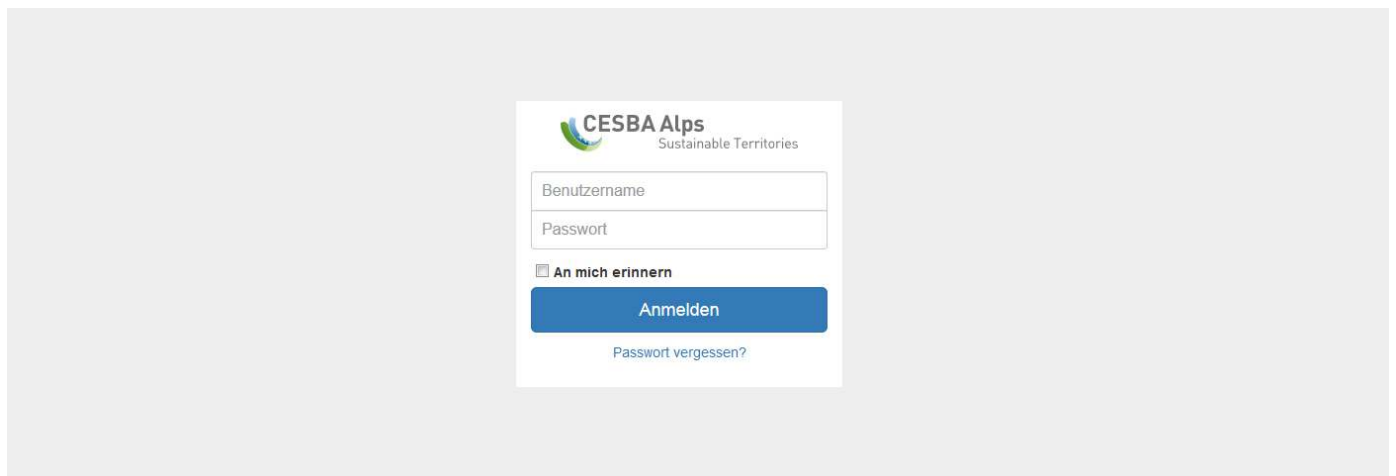 CESBA Alps
Sustainable Territories
Benutzername
Passwort
An mich erinnern
Anmelden
Passwort vergessen?